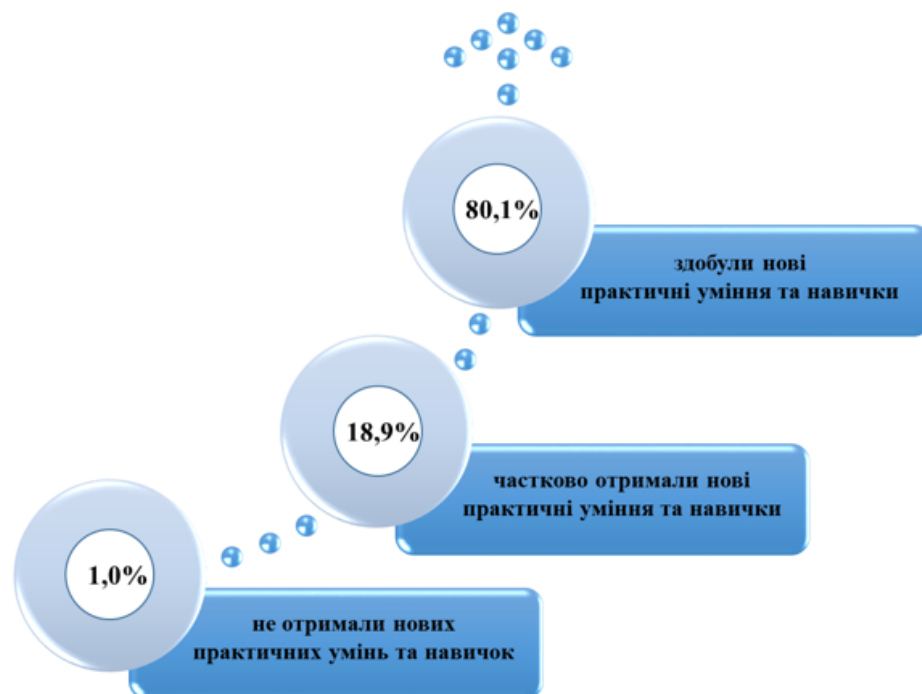 80,1%
здобули нові
практичні уміння та навички
18,9%
частково отримали нові
практичні уміння та навички
1,0%
не отримали нових
практичних умінь та навичок